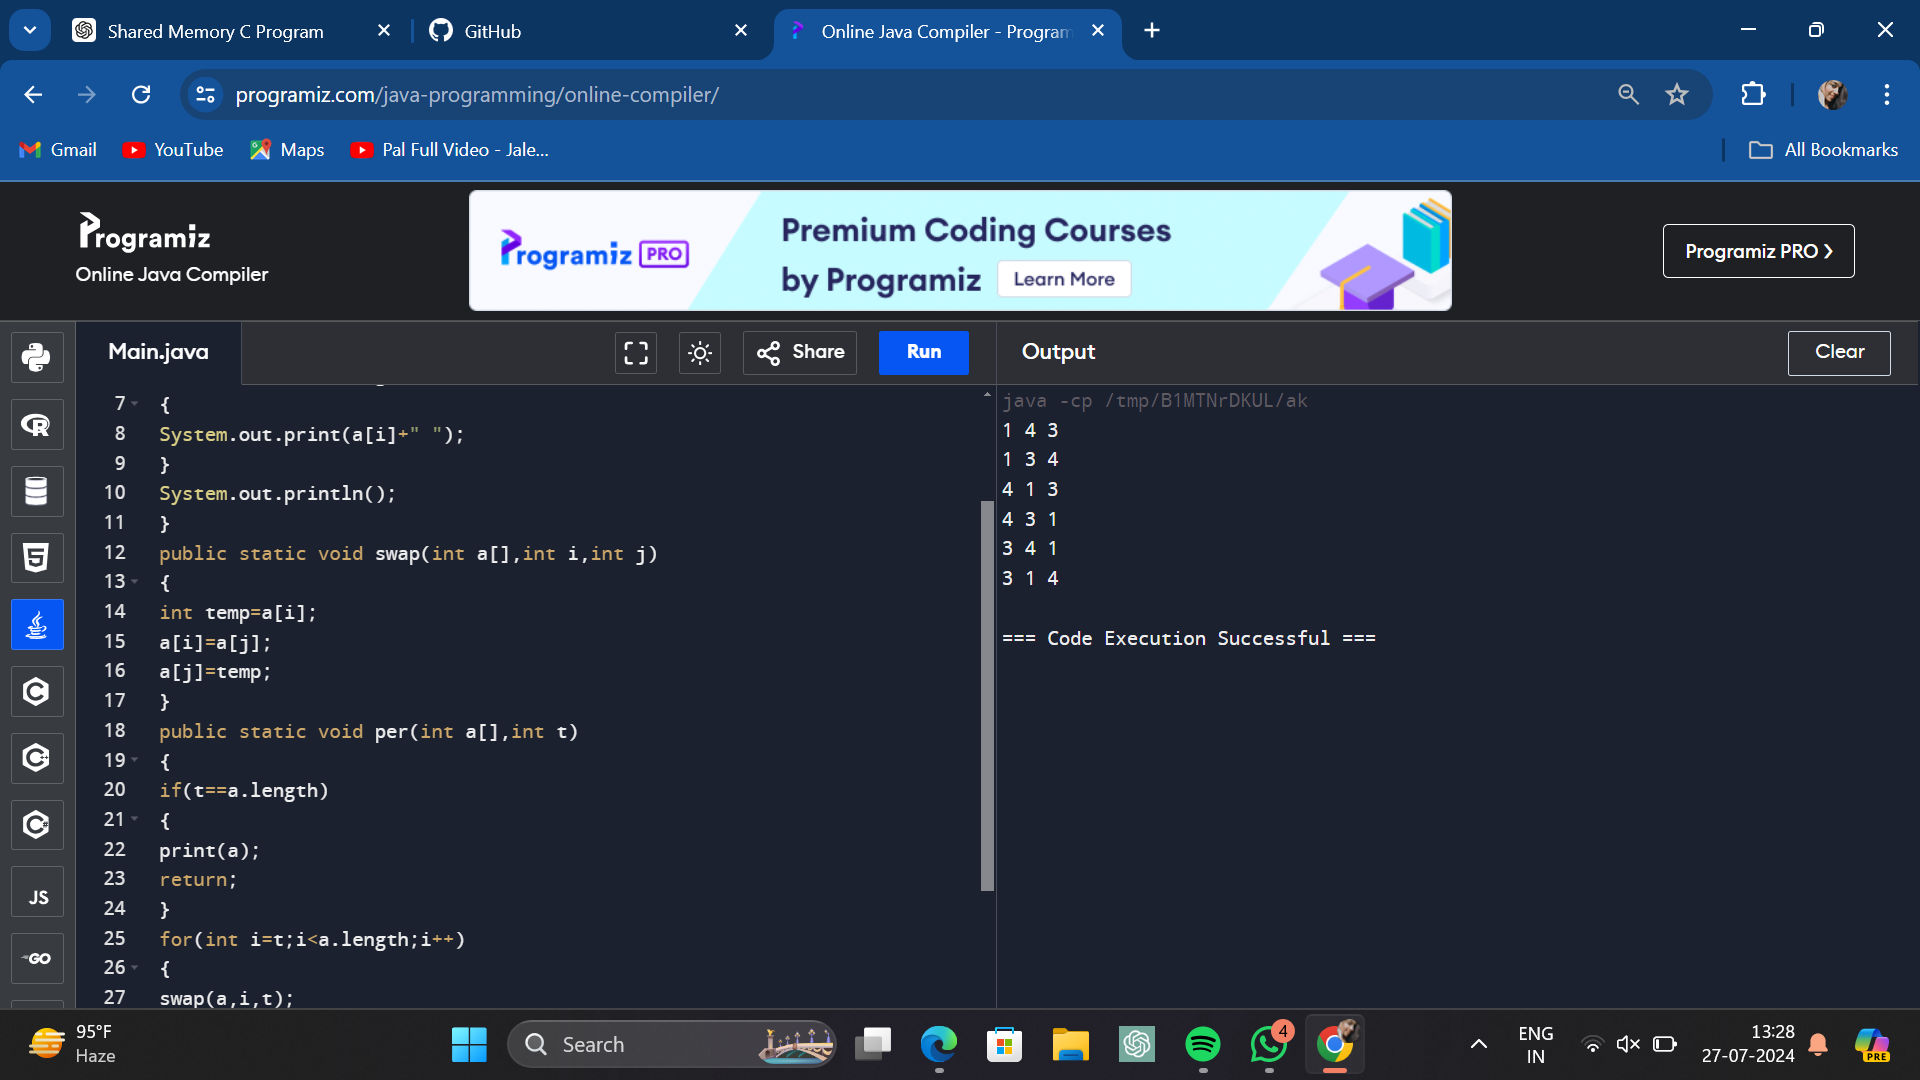 Shared Memory C Program
GitHub
Online Java Compiler - Program
programiz.com/java-programming/online-compiler/
Gmail
YouTube
Maps
Pal Full Video - Jale...
All Bookmarks
Programiz
Online Java Compiler
Programiz PRO
Premium Coding Courses
by Programiz
Learn More
Programiz PRO ❯
Main.java
Share
Run
Output
Clear
7 {
8 System.out.print(a[i]+" ");
9 }
10 System.out.println();
11 }
12 public static void swap(int a[],int i,int j)
13 {
14 int temp=a[i];
15 a[i]=a[j];
16 a[j]=temp;
17 }
18 public static void per(int a[],int t)
19 {
20 if(t==a.length)
21 {
22 print(a);
23 return;
24 }
25 for(int i=t;i<a.length;i++)
26 {
27 swap(a,i,t);
java -cp /tmp/B1MTNrDKUL/ak
1 4 3
1 3 4
4 1 3
4 3 1
3 4 1
3 1 4
=== Code Execution Successful ===
R
5
C
C++
C#
JS
GO
95°F
Haze
Search
4
ENG
IN
13:28
27-07-2024
PRE